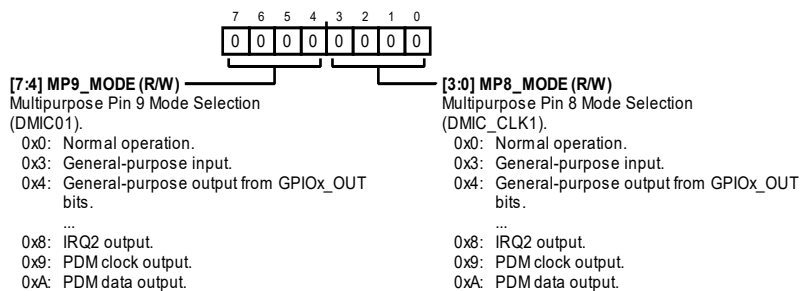 7 6 5 4 3 2 1 0
0 0 0 0 0 0 0 0
[7:4] MP9_MODE (R/W)
Multipurpose Pin 9 Mode Selection
(DMIC01).
0x0: Normal operation.
0x3: General-purpose input.
0x4: General-purpose output from GPIOx_OUT
bits.
...
0x8: IRQ2 output.
0x9: PDM clock output.
0xA: PDM data output.
[3:0] MP8_MODE (R/W)
Multipurpose Pin 8 Mode Selection
(DMIC_CLK1).
0x0: Normal operation.
0x3: General-purpose input.
0x4: General-purpose output from GPIOx_OUT
bits.
...
0x8: IRQ2 output.
0x9: PDM clock output.
0xA: PDM data output.